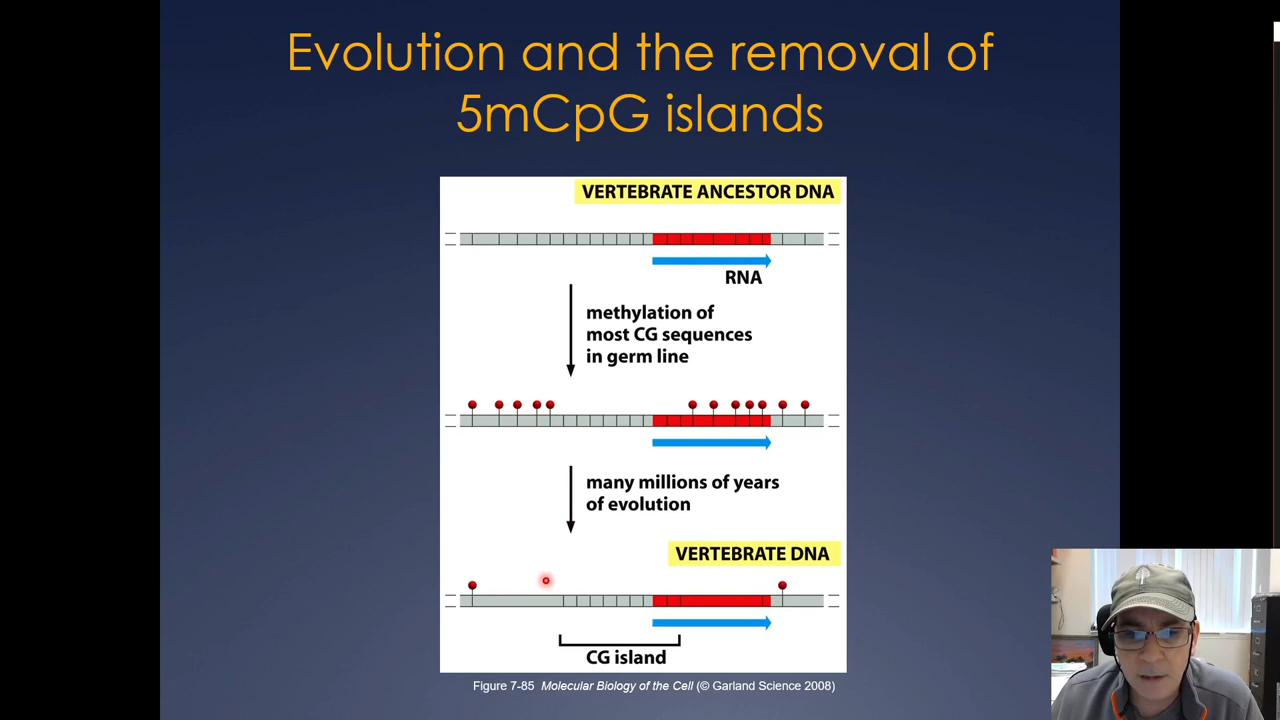 Evolution and the removal of
5mCpG islands
VERTEBRATE ANCESTOR DNA
RNA
methylation of
most CG sequences
in germ line
many millions of years
of evolution
VERTEBRATE DNA
CG island
Figure 7-85 Molecular Biology of the Cell (© Garland Science 2008)